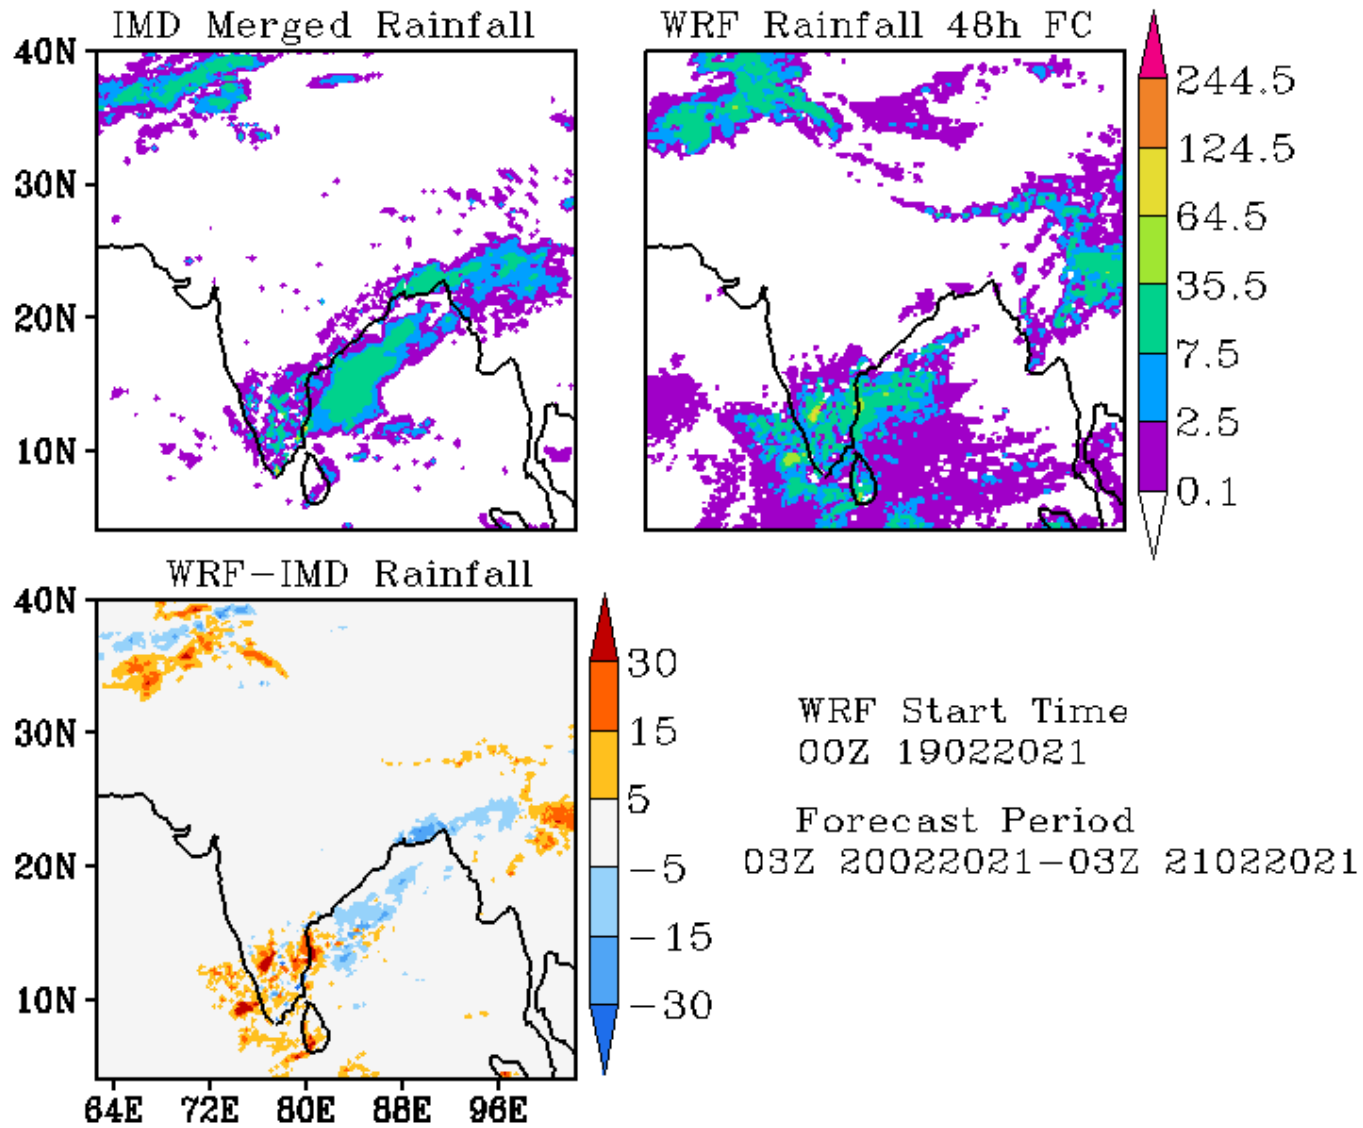 IMD Merged Rainfall
WRF Rainfall 48h FC
40N
30N
20N
10N
244.5
124.5
64.5
35.5
7.5
2.5
0.1
WRF-IMD Rainfall
40N
30N
20N
10N
64E 72E 80E 88E 96E
30
15
5
-5
-15
-30
WRF Start Time
00Z 19022021
Forecast Period
03Z 20022021-03Z 21022021